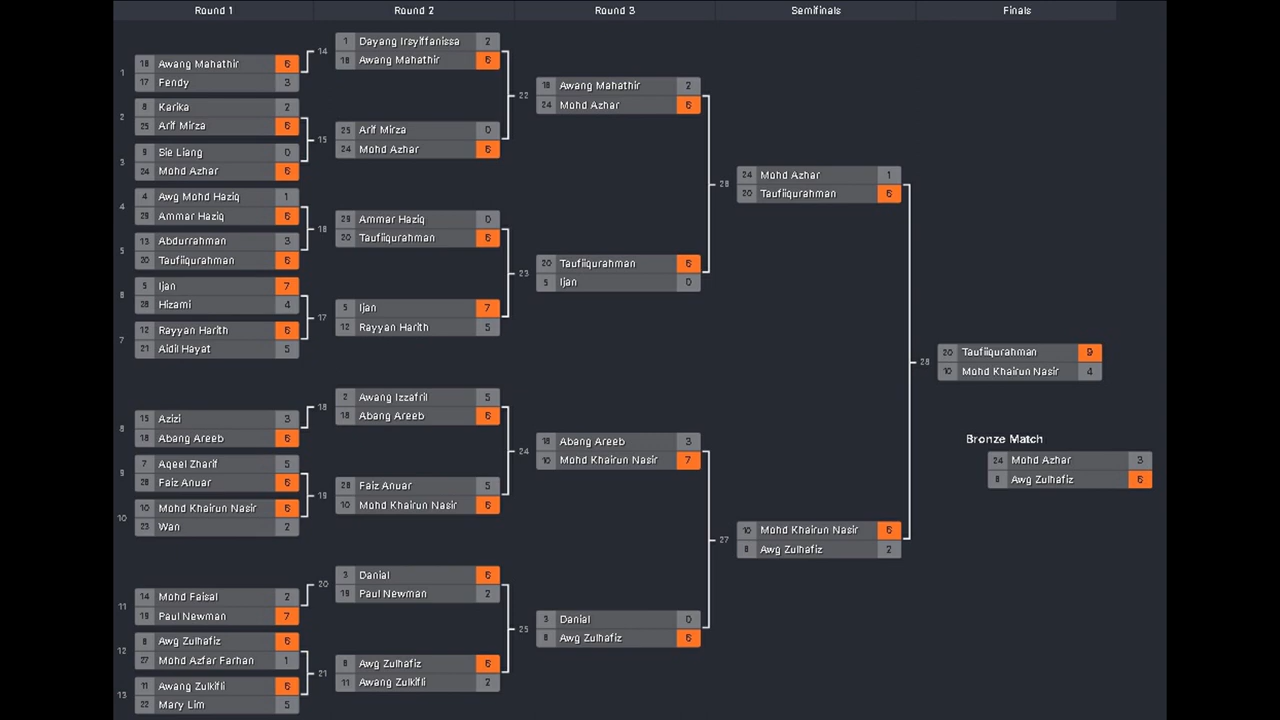 Round 1
Round 2
Round 3
Semifinals
Finals
1
18 Awang Mahathir 6
17 Fendy 3
2
8 Karika 2
25 Arif Mirza 6
3
9 Sie Liang 0
24 Mohd Azhar 6
4
4 Awg Mohd Haziq 1
29 Ammar Haziq 6
5
13 Abdurrahman 3
20 Taufiiqurahman 6
6
5 Ijan 7
28 Hizami 4
7
12 Rayyan Harith 6
21 Aidil Hayat 5
8
15 Azizi 3
18 Abang Areeb 6
9
7 Aqeel Zharif 5
28 Faiz Anuar 6
10
10 Mohd Khairun Nasir 6
23 Wan 2
11
14 Mohd Faisal 2
19 Paul Newman 7
12
8 Awg Zulhafiz 6
27 Mohd Azfar Farhan 1
13
11 Awang Zulkifli 6
22 Mary Lim 5
14
1 Dayang Irsyiffanissa 2
18 Awang Mahathir 6
15
25 Arif Mirza 0
24 Mohd Azhar 6
16
29 Ammar Haziq 0
20 Taufiiqurahman 6
17
5 Ijan 7
12 Rayyan Harith 5
18
2 Awang Izzafril 5
18 Abang Areeb 6
19
28 Faiz Anuar 5
10 Mohd Khairun Nasir 6
20
3 Danial 6
19 Paul Newman 2
21
8 Awg Zulhafiz 6
11 Awang Zulkifli 2
22
18 Awang Mahathir 2
24 Mohd Azhar 6
23
20 Taufiiqurahman 6
5 Ijan 0
24
18 Abang Areeb 3
10 Mohd Khairun Nasir 7
25
3 Danial 0
8 Awg Zulhafiz 6
26
24 Mohd Azhar 1
20 Taufiiqurahman 6
27
10 Mohd Khairun Nasir 6
8 Awg Zulhafiz 2
28
20 Taufiiqurahman 9
10 Mohd Khairun Nasir 4
Bronze Match
24 Mohd Azhar 3
8 Awg Zulhafiz 6